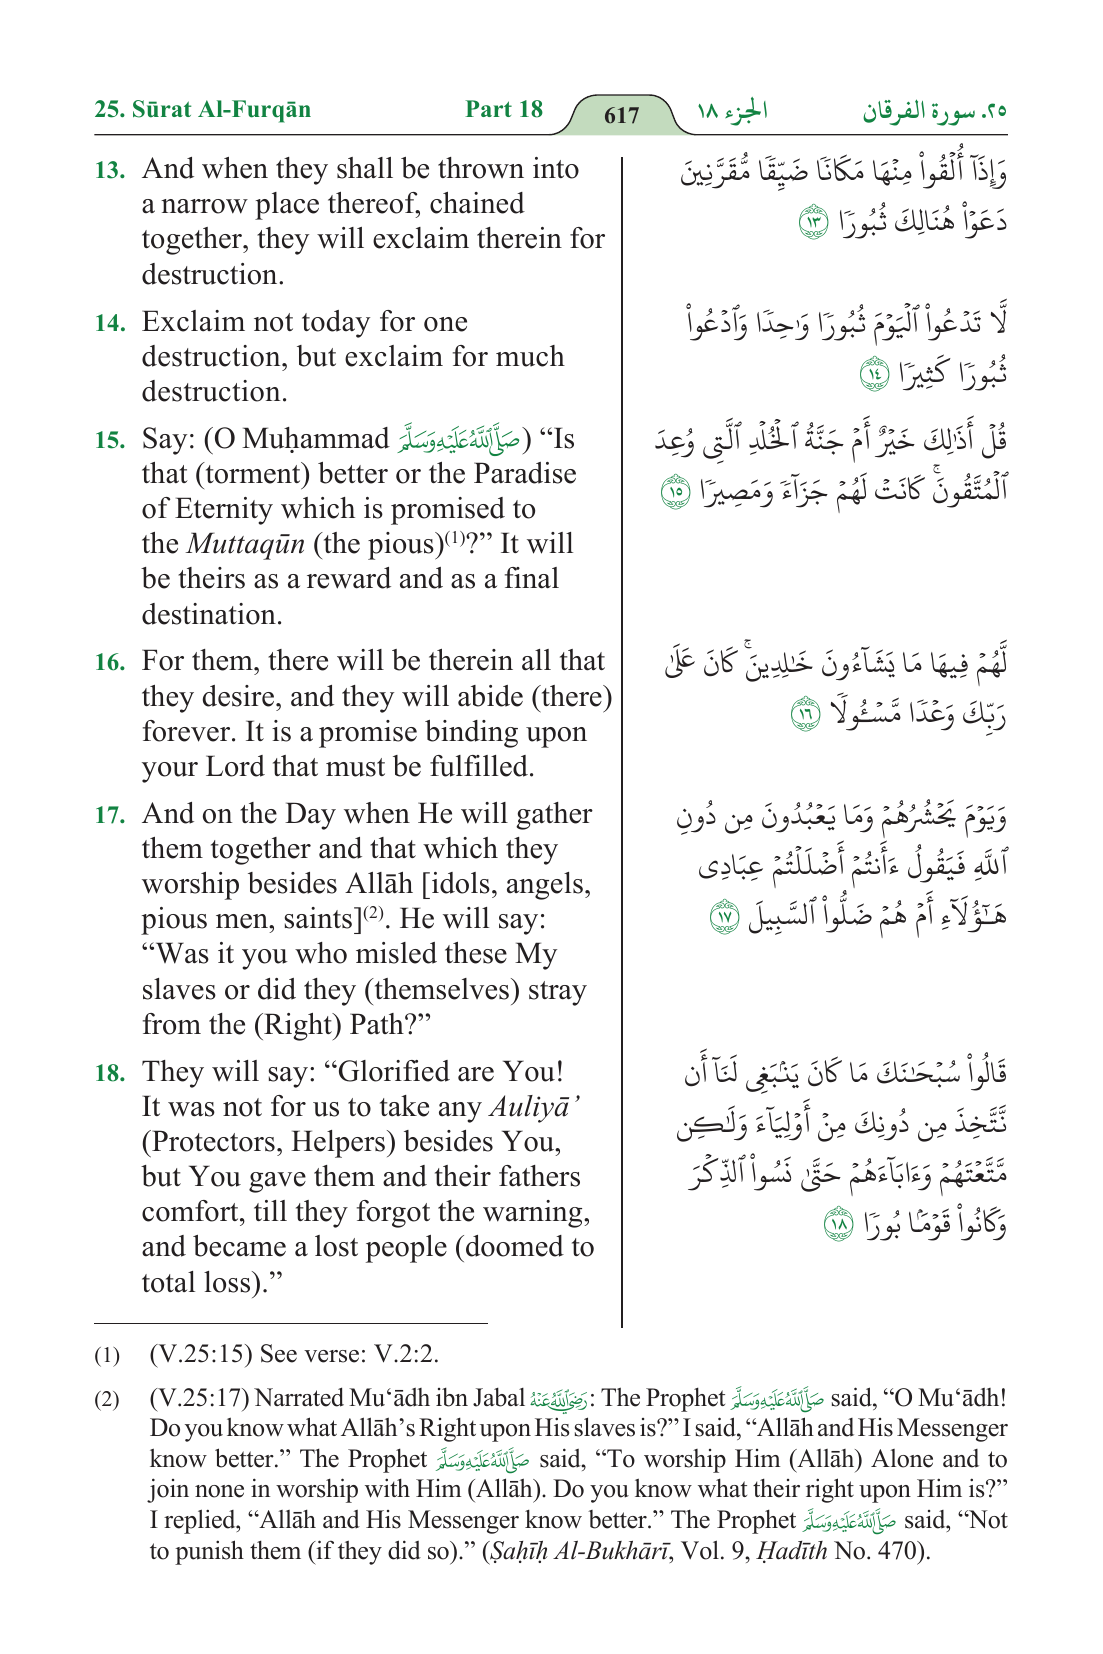 25. Sūrat Al-Furqān Part 18 617 الجزء ١٨ ٢٥. سورة الفرقان
13. And when they shall be thrown into
a narrow place thereof, chained
together, they will exclaim therein for
destruction.
وَإِذَآ أُلۡقُواْ مِنۡهَا مَكَانٗا ضَيِّقٗا مُّقَرَّنِينَ
دَعَوۡاْ هُنَالِكَ ثُبُورٗا ١٣
14. Exclaim not today for one
destruction, but exclaim for much
destruction.
لَّا تَدۡعُواْ ٱلۡيَوۡمَ ثُبُورٗا وَٰحِدٗا وَٱدۡعُواْ
ثُبُورٗا كَثِيرٗا ١٤
15. Say: (O Muḥammad صَلَّى اللَّهُ عَلَيْهِ وَسَلَّمَ) “Is
that (torment) better or the Paradise
of Eternity which is promised to
the Muttaqūn (the pious)(1)?” It will
be theirs as a reward and as a final
destination.
قُلۡ أَذَٰلِكَ خَيۡرٌ أَمۡ جَنَّةُ ٱلۡخُلۡدِ ٱلَّتِي وُعِدَ
ٱلۡمُتَّقُونَۚ كَانَتۡ لَهُمۡ جَزَآءٗ وَمَصِيرٗا ١٥
16. For them, there will be therein all that
they desire, and they will abide (there)
forever. It is a promise binding upon
your Lord that must be fulfilled.
لَّهُمۡ فِيهَا مَا يَشَآءُونَ خَٰلِدِينَۚ كَانَ عَلَىٰ
رَبِّكَ وَعۡدٗا مَّسۡـُٔولٗا ١٦
17. And on the Day when He will gather
them together and that which they
worship besides Allāh [idols, angels,
pious men, saints](2). He will say:
“Was it you who misled these My
slaves or did they (themselves) stray
from the (Right) Path?”
وَيَوۡمَ يَحۡشُرُهُمۡ وَمَا يَعۡبُدُونَ مِن دُونِ
ٱللَّهِ فَيَقُولُ ءَأَنتُمۡ أَضۡلَلۡتُمۡ عِبَادِي
هَٰٓؤُلَآءِ أَمۡ هُمۡ ضَلُّواْ ٱلسَّبِيلَ ١٧
18. They will say: “Glorified are You!
It was not for us to take any Auliyā’
(Protectors, Helpers) besides You,
but You gave them and their fathers
comfort, till they forgot the warning,
and became a lost people (doomed to
total loss).”
قَالُواْ سُبۡحَٰنَكَ مَا كَانَ يَنۢبَغِي لَنَآ أَن
نَّتَّخِذَ مِن دُونِكَ مِنۡ أَوۡلِيَآءَ وَلَٰكِن
مَّتَّعۡتَهُمۡ وَءَابَآءَهُمۡ حَتَّىٰ نَسُواْ ٱلذِّكۡرَ
وَكَانُواْ قَوۡمَۢا بُورٗا ١٨
(1) (V.25:15) See verse: V.2:2.
(2) (V.25:17) Narrated Mu‘ādh ibn Jabal رَضِيَ اللَّهُ عَنْهُ: The Prophet صَلَّى اللَّهُ عَلَيْهِ وَسَلَّمَ said, “O Mu‘ādh!
Do you know what Allāh’s Right upon His slaves is?” I said, “Allāh and His Messenger
know better.” The Prophet صَلَّى اللَّهُ عَلَيْهِ وَسَلَّمَ said, “To worship Him (Allāh) Alone and to
join none in worship with Him (Allāh). Do you know what their right upon Him is?”
I replied, “Allāh and His Messenger know better.” The Prophet صَلَّى اللَّهُ عَلَيْهِ وَسَلَّمَ said, “Not
to punish them (if they did so).” (Ṣaḥīḥ Al-Bukhārī, Vol. 9, Ḥadīth No. 470).